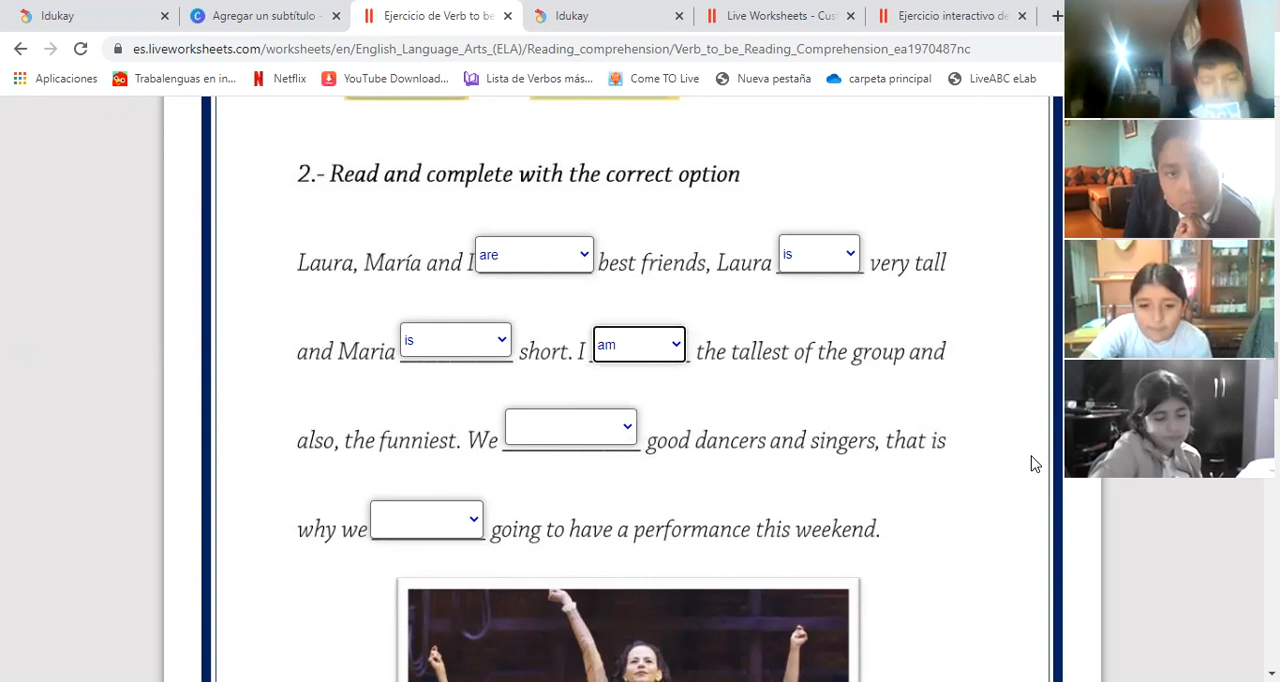 Idukay
Agregar un subtítulo -
Ejercicio de Verb to be
Idukay
Live Worksheets - Cus
Ejercicio interactivo de
es.liveworksheets.com/worksheets/en/English_Language_Arts_(ELA)/Reading_comprehension/Verb_to_be_Reading_Comprehension_ea1970487nc
Aplicaciones
Trabalenguas en in...
Netflix
YouTube Download...
Lista de Verbos más...
Come TO Live
Nueva pestaña
carpeta principal
LiveABC eLab
2.- Read and complete with the correct option
Laura, María and I are best friends, Laura is very tall
and Maria is short. I am the tallest of the group and
also, the funniest. We good dancers and singers, that is
why we going to have a performance this weekend.